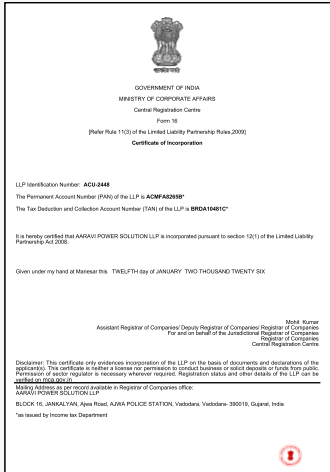 सत्यमेव जयते
GOVERNMENT OF INDIA
MINISTRY OF CORPORATE AFFAIRS
Central Registration Centre
Form 16
[Refer Rule 11(3) of the Limited Liability Partnership Rules,2009]
Certificate of Incorporation
LLP Identification Number: ACU-2448
The Permanent Account Number (PAN) of the LLP is ACMFA8265B*
The Tax Deduction and Collection Account Number (TAN) of the LLP is BRDA10481C*
It is hereby certified that AARAVI POWER SOLUTION LLP is incorporated pursuant to section 12(1) of the Limited Liability
Partnership Act 2008.
Given under my hand at Manesar this TWELFTH day of JANUARY TWO THOUSAND TWENTY SIX
Mohit Kumar
Assistant Registrar of Companies/ Deputy Registrar of Companies/ Registrar of Companies
For and on behalf of the Jurisdictional Registrar of Companies
Registrar of Companies
Central Registration Centre
Disclaimer: This certificate only evidences incorporation of the LLP on the basis of documents and declarations of the
applicant(s). This certificate is neither a license nor permission to conduct business or solicit deposits or funds from public.
Permission of sector regulator is necessary wherever required. Registration status and other details of the LLP can be
verified on mca.gov.in
Mailing Address as per record available in Registrar of Companies office:
AARAVI POWER SOLUTION LLP
BLOCK 16, JANKALYAN, Ajwa Road, AJWA POLICE STATION, Vadodara, Vadodara- 390019, Gujarat, India
*as issued by Income tax Department